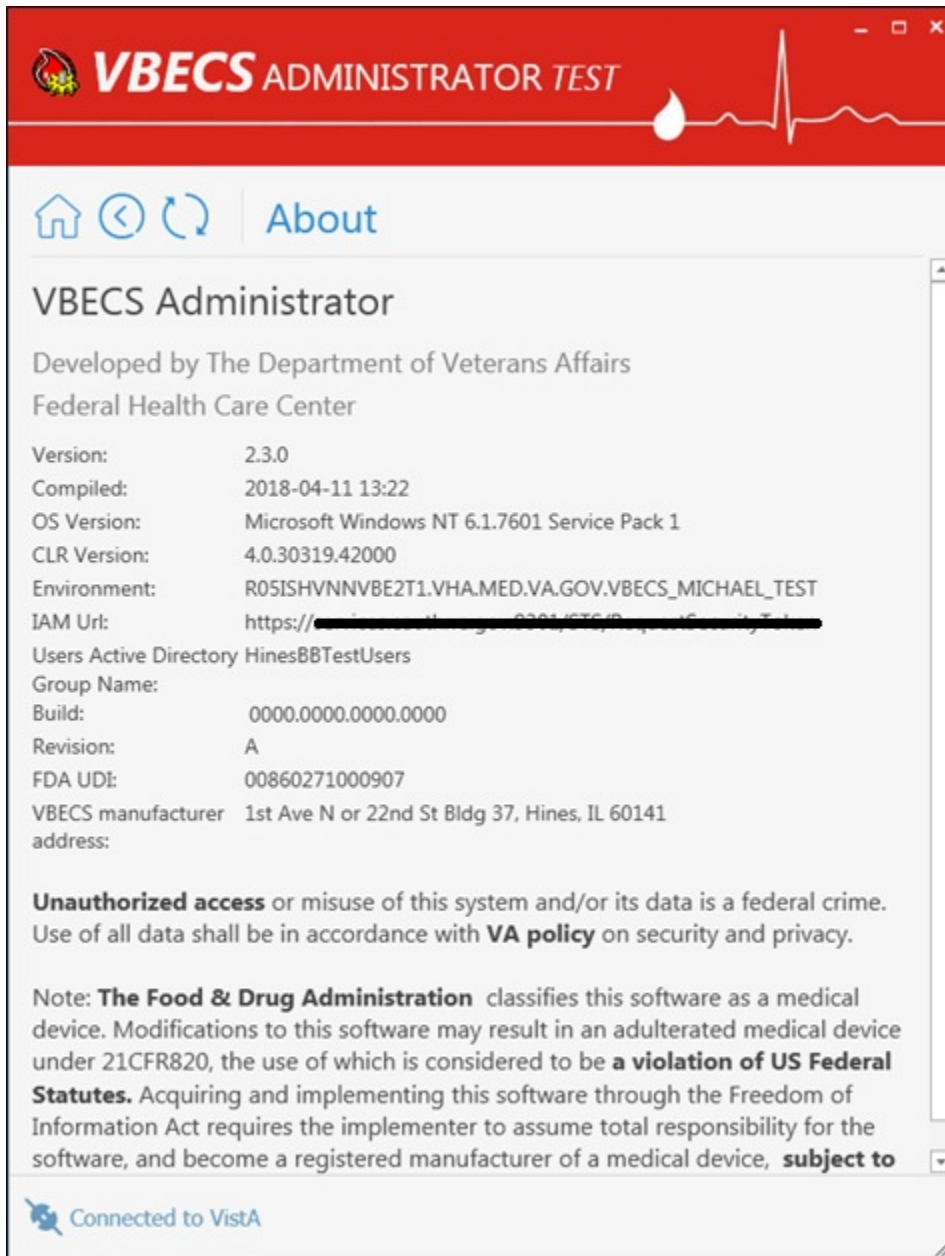 VBECS ADMINISTRATOR TEST
About
VBECS Administrator
Developed by The Department of Veterans Affairs
Federal Health Care Center
Version: 2.3.0
Compiled: 2018-04-11 13:22
OS Version: Microsoft Windows NT 6.1.7601 Service Pack 1
CLR Version: 4.0.30319.42000
Environment: R05ISHVNNVBE2T1.VHA.MED.VA.GOV.VBECS_MICHAEL_TEST
IAM Url: https://
Users Active Directory HinesBBTestUsers
Group Name:
Build: 0000.0000.0000.0000
Revision: A
FDA UDI: 00860271000907
VBECS manufacturer 1st Ave N or 22nd St Bldg 37, Hines, IL 60141
address:
Unauthorized access or misuse of this system and/or its data is a federal crime.
Use of all data shall be in accordance with VA policy on security and privacy.
Note: The Food & Drug Administration classifies this software as a medical
device. Modifications to this software may result in an adulterated medical device
under 21CFR820, the use of which is considered to be a violation of US Federal
Statutes. Acquiring and implementing this software through the Freedom of
Information Act requires the implementer to assume total responsibility for the
software, and become a registered manufacturer of a medical device, subject to
Connected to VistA